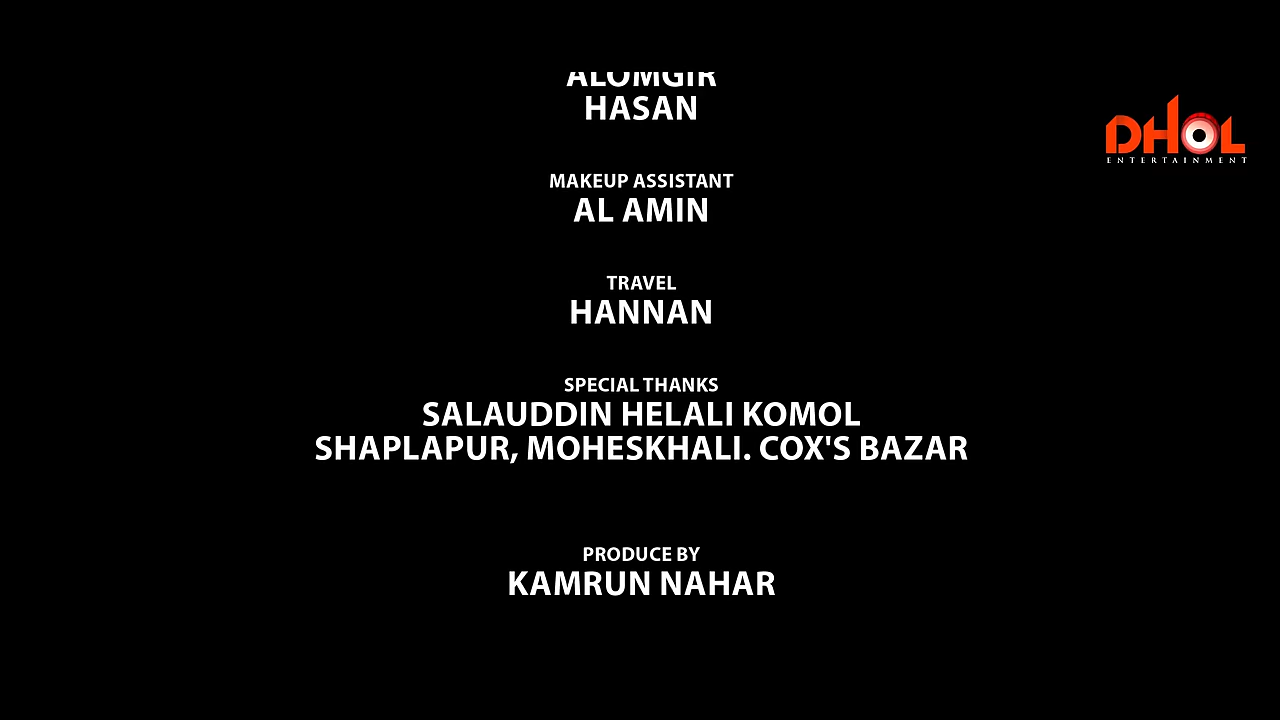 ALOMGIR
HASAN
DHOL
ENTERTAINMENT
MAKEUP ASSISTANT
AL AMIN
TRAVEL
HANNAN
SPECIAL THANKS
SALAUDDIN HELALI KOMOL
SHAPLAPUR, MOHESKHALI. COX'S BAZAR
PRODUCE BY
KAMRUN NAHAR